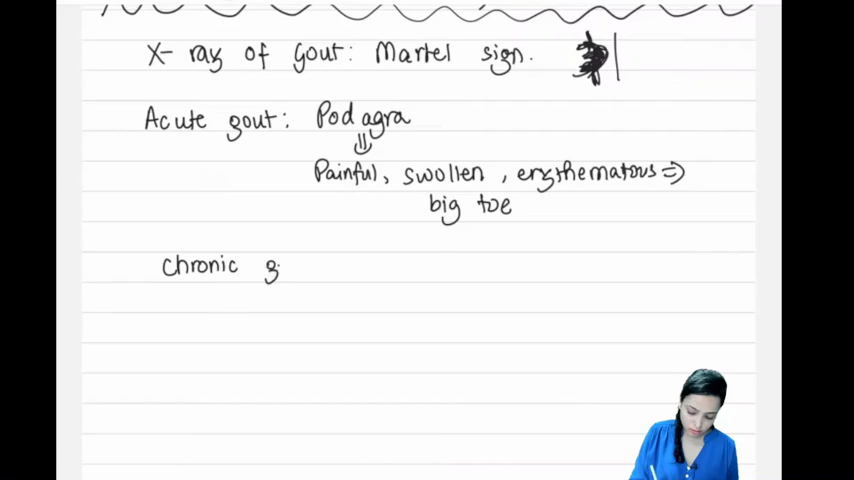 X-ray of gout: Martel sign.
Acute gout: Podagra
⇓
Painful, swollen, erythematous ⇒
big toe
Chronic g